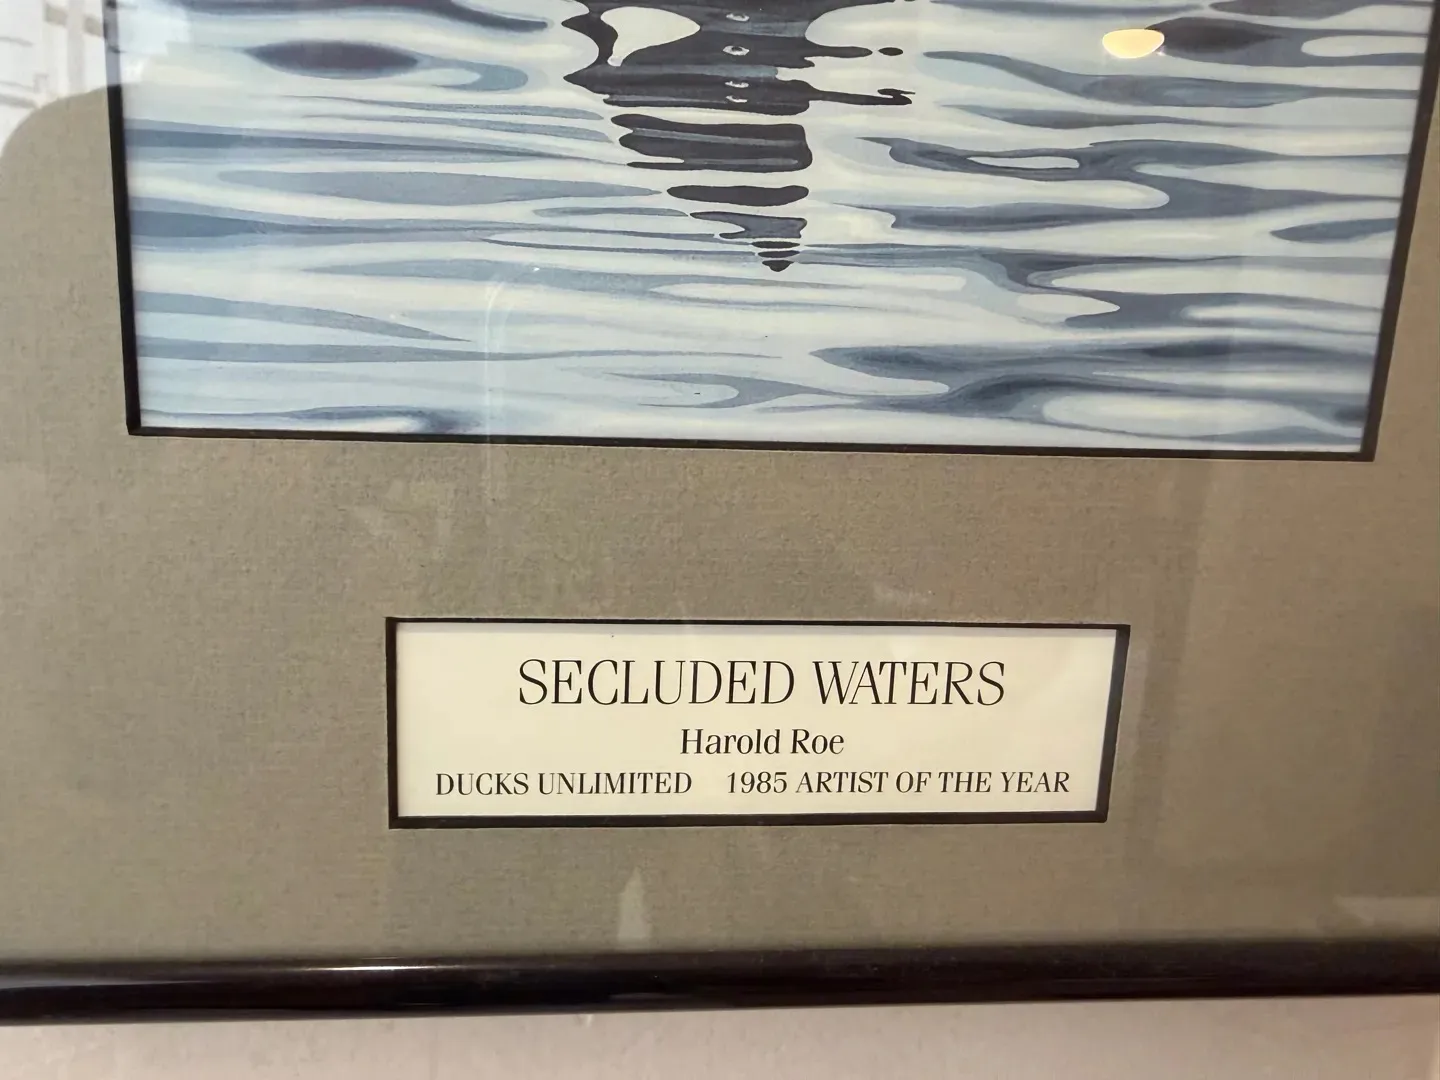 SECLUDED WATERS
Harold Roe
DUCKS UNLIMITED 1985 ARTIST OF THE YEAR